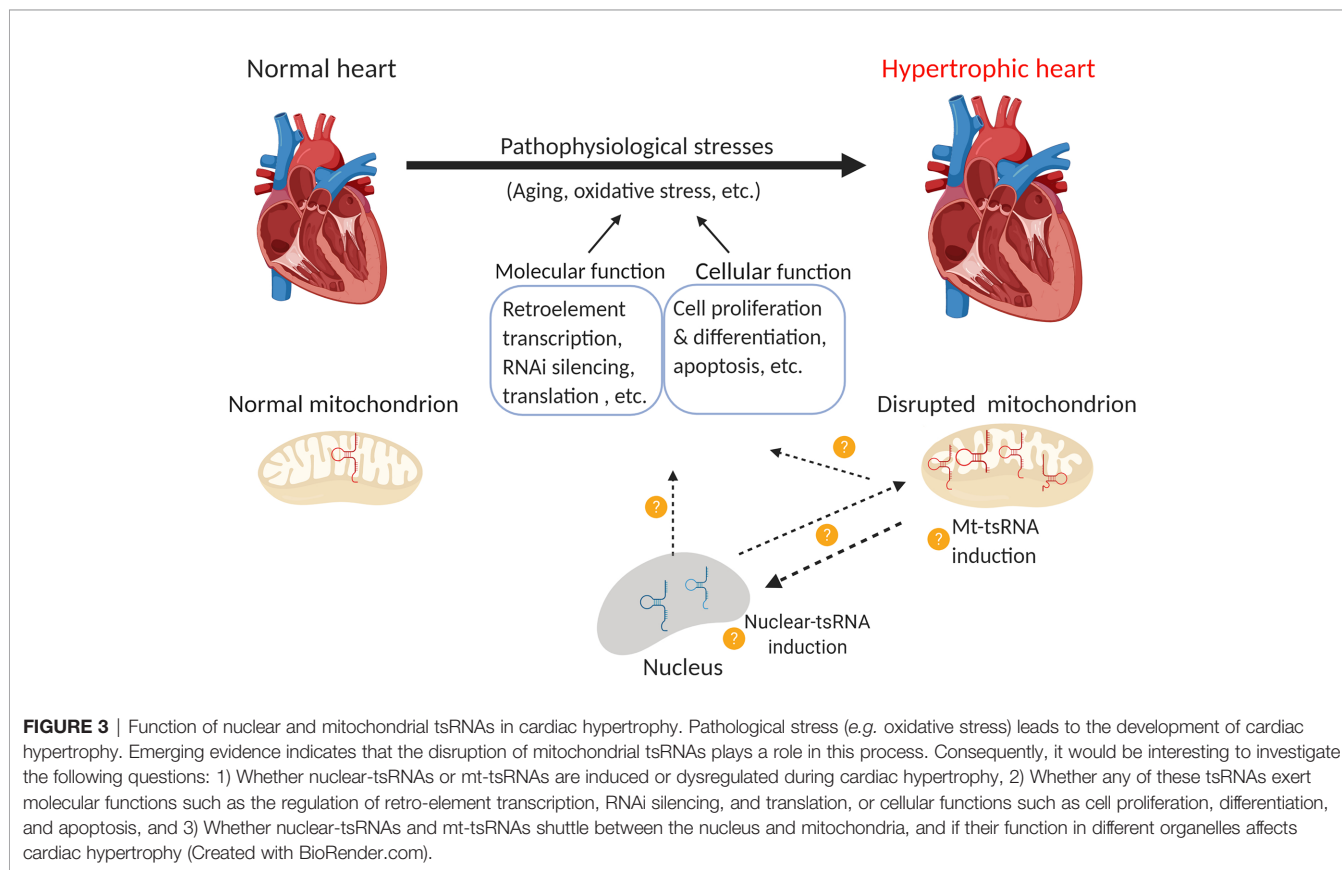 Normal heart
Hypertrophic heart
Pathophysiological stresses
(Aging, oxidative stress, etc.)
Molecular function
Cellular function
Retroelement
transcription,
RNAi silencing,
translation , etc.
Cell proliferation
& differentiation,
apoptosis, etc.
Normal mitochondrion
Disrupted mitochondrion
?
?
?
? Mt-tsRNA
induction
? Nuclear-tsRNA
induction
Nucleus
FIGURE 3 | Function of nuclear and mitochondrial tsRNAs in cardiac hypertrophy. Pathological stress (e.g. oxidative stress) leads to the development of cardiac
hypertrophy. Emerging evidence indicates that the disruption of mitochondrial tsRNAs plays a role in this process. Consequently, it would be interesting to investigate
the following questions: 1) Whether nuclear-tsRNAs or mt-tsRNAs are induced or dysregulated during cardiac hypertrophy, 2) Whether any of these tsRNAs exert
molecular functions such as the regulation of retro-element transcription, RNAi silencing, and translation, or cellular functions such as cell proliferation, differentiation,
and apoptosis, and 3) Whether nuclear-tsRNAs and mt-tsRNAs shuttle between the nucleus and mitochondria, and if their function in different organelles affects
cardiac hypertrophy (Created with BioRender.com).